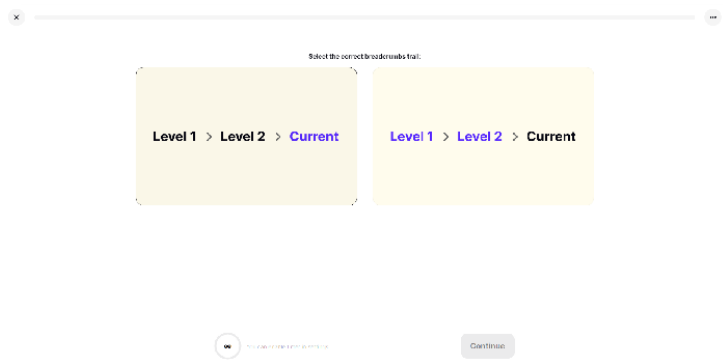 Select the correct breadcrumbs trail:
Level 1 > Level 2 > Current
Level 1 > Level 2 > Current
Continue